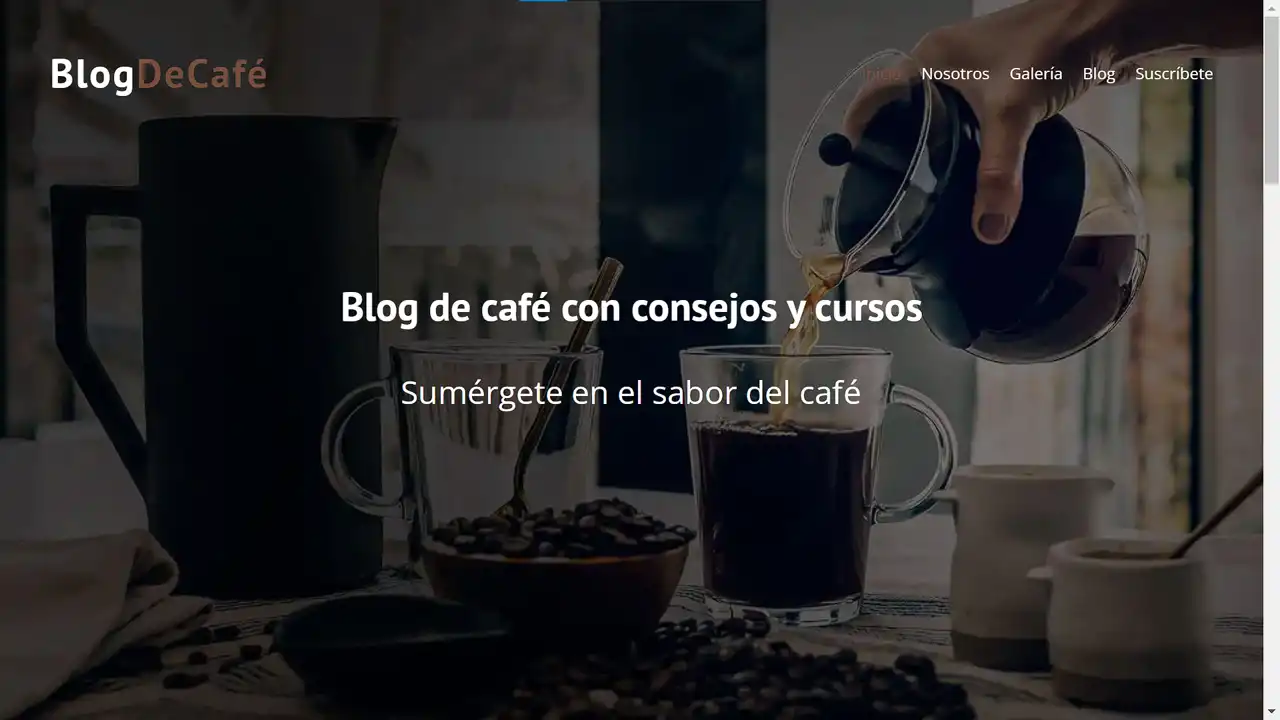 BlogDeCafé
Inicio Nosotros Galería Blog Suscríbete
Blog de café con consejos y cursos
Sumérgete en el sabor del café